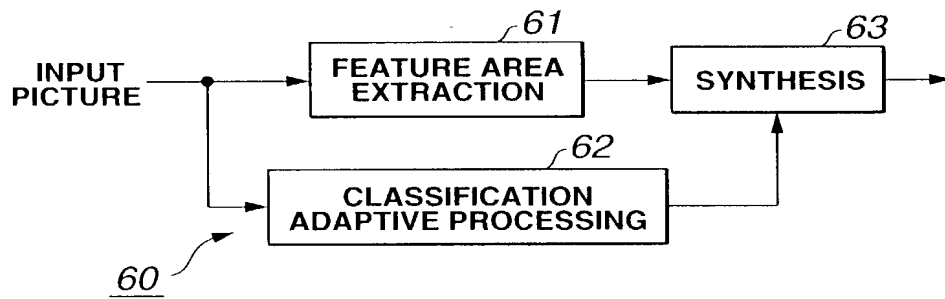 61
63
INPUT
PICTURE
FEATURE AREA
EXTRACTION
SYNTHESIS
62
CLASSIFICATION
ADAPTIVE PROCESSING
60